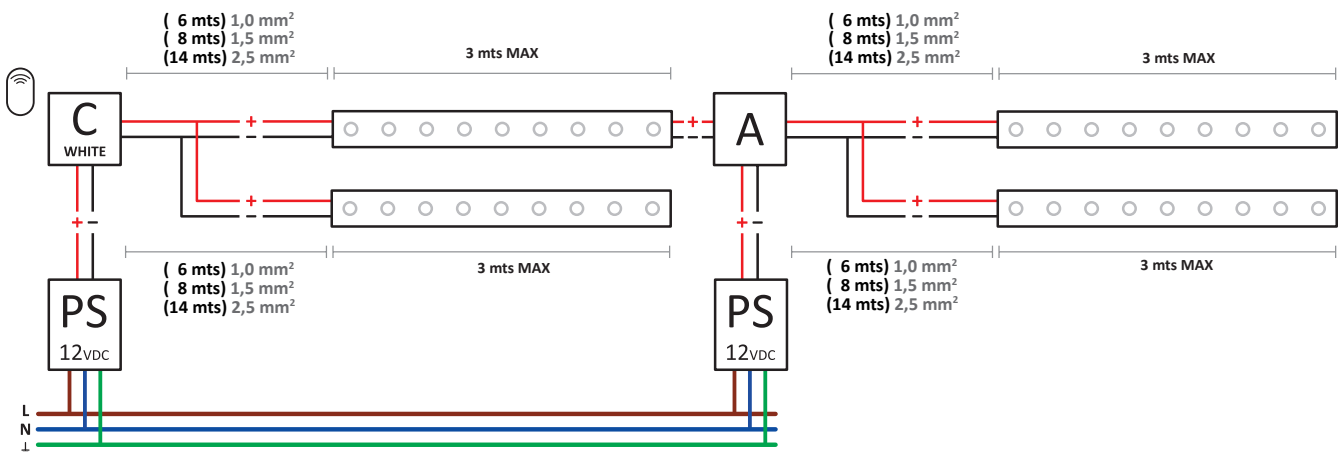 ( 6 mts) 1,0 mm²
( 8 mts) 1,5 mm²
(14 mts) 2,5 mm²
3 mts MAX
( 6 mts) 1,0 mm²
( 8 mts) 1,5 mm²
(14 mts) 2,5 mm²
3 mts MAX
C
WHITE
+
−
+
−
A
+
−
+
−
+
−
+
−
+
−
( 6 mts) 1,0 mm²
( 8 mts) 1,5 mm²
(14 mts) 2,5 mm²
3 mts MAX
( 6 mts) 1,0 mm²
( 8 mts) 1,5 mm²
(14 mts) 2,5 mm²
3 mts MAX
PS
12VDC
PS
12VDC
L
N
⊥